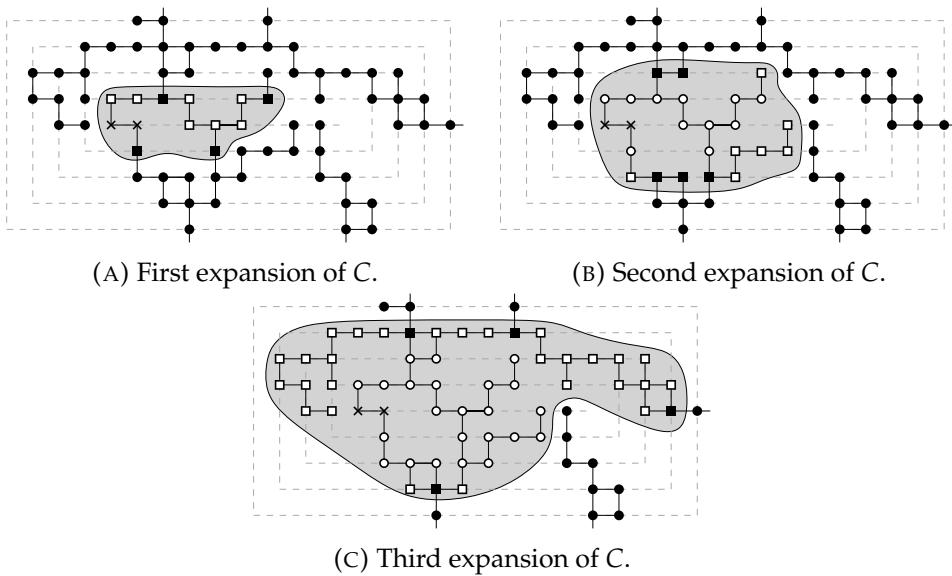 (A) First expansion of C.
(B) Second expansion of C.
(C) Third expansion of C.